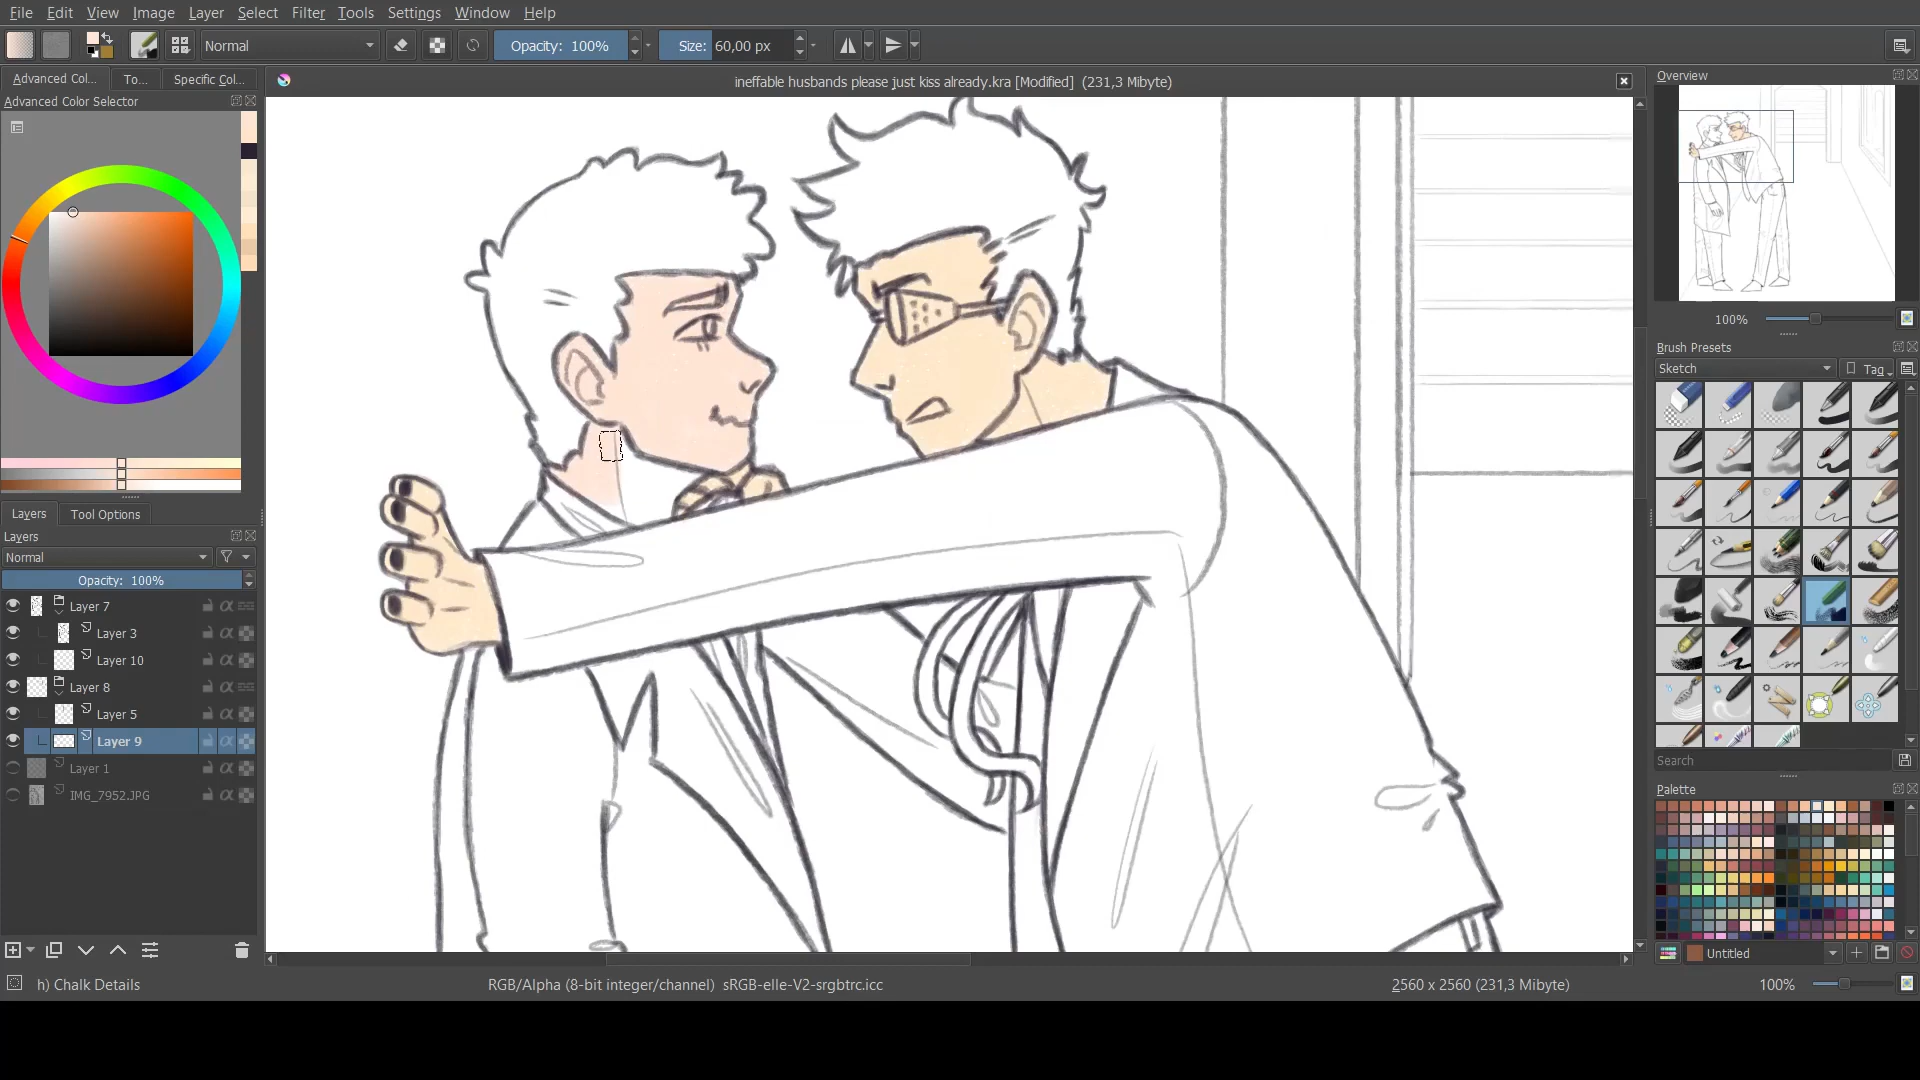 File Edit View Image Layer Select Filter Tools Settings Window Help
Normal Opacity: 100% Size: 60,00 px
Advanced Col... To... Specific Col...
ineffable husbands please just kiss already.kra [Modified] (231,3 Mibyte)
Overview
Advanced Color Selector
100%
Brush Presets
Sketch Tag
Layers Tool Options
Layers
Normal
Opacity: 100%
Layer 7
Layer 3
Layer 10
Layer 8
Layer 5
Layer 9
Layer 1
IMG_7952.JPG
Search
Palette
Untitled
h) Chalk Details
RGB/Alpha (8-bit integer/channel) sRGB-elle-V2-srgbtrc.icc
2560 x 2560 (231,3 Mibyte)
100%